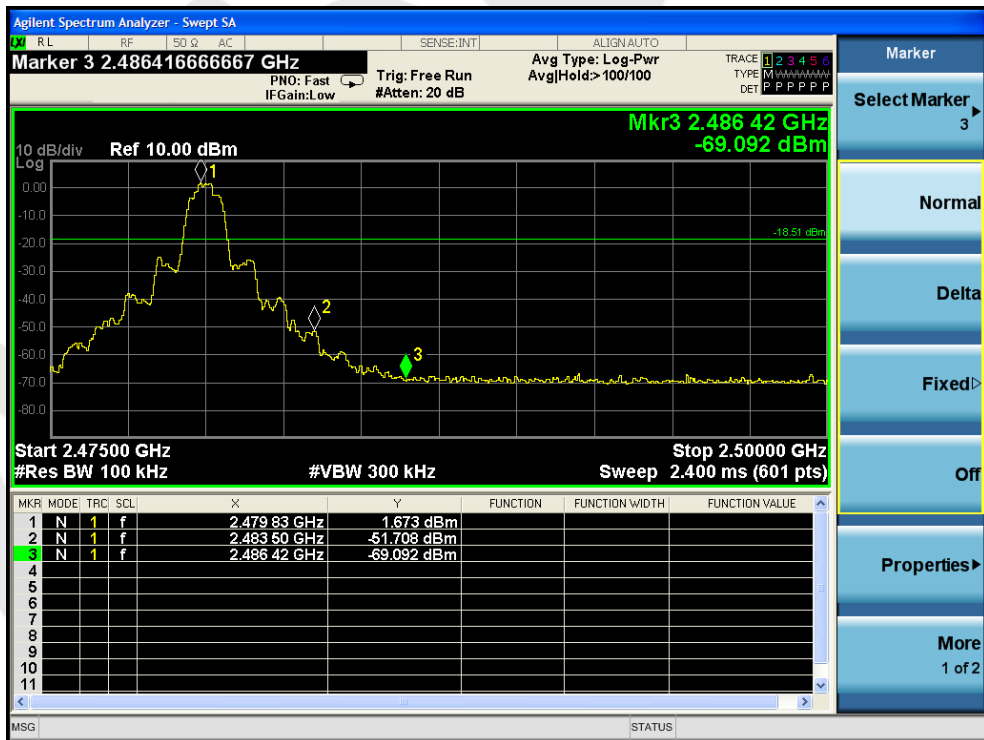 Agilent Spectrum Analyzer - Swept SA
LXI RL RF 50 Ω AC SENSE:INT ALIGNAUTO
Marker 3 2.486416666667 GHz
PNO: Fast
IFGain:Low
Trig: Free Run
#Atten: 20 dB
Avg Type: Log-Pwr
Avg|Hold:>100/100
TRACE 1 2 3 4 5 6
TYPE M
DET P P P P P P
Mkr3 2.486 42 GHz
-69.092 dBm
10 dB/div Ref 10.00 dBm
Log
0.00
-10.0
-20.0
-30.0
-40.0
-50.0
-60.0
-70.0
-80.0
1
-18.51 dBm
2
3
Start 2.47500 GHz Stop 2.50000 GHz
#Res BW 100 kHz #VBW 300 kHz Sweep 2.400 ms (601 pts)
MKR MODE TRC SCL X Y FUNCTION FUNCTION WIDTH FUNCTION VALUE
1 N 1 f 2.479 83 GHz 1.673 dBm
2 N 1 f 2.483 50 GHz -51.708 dBm
3 N 1 f 2.486 42 GHz -69.092 dBm
4
5
6
7
8
9
10
11
MSG STATUS
Marker
Select Marker
3
Normal
Delta
Fixed
Off
Properties
More
1 of 2